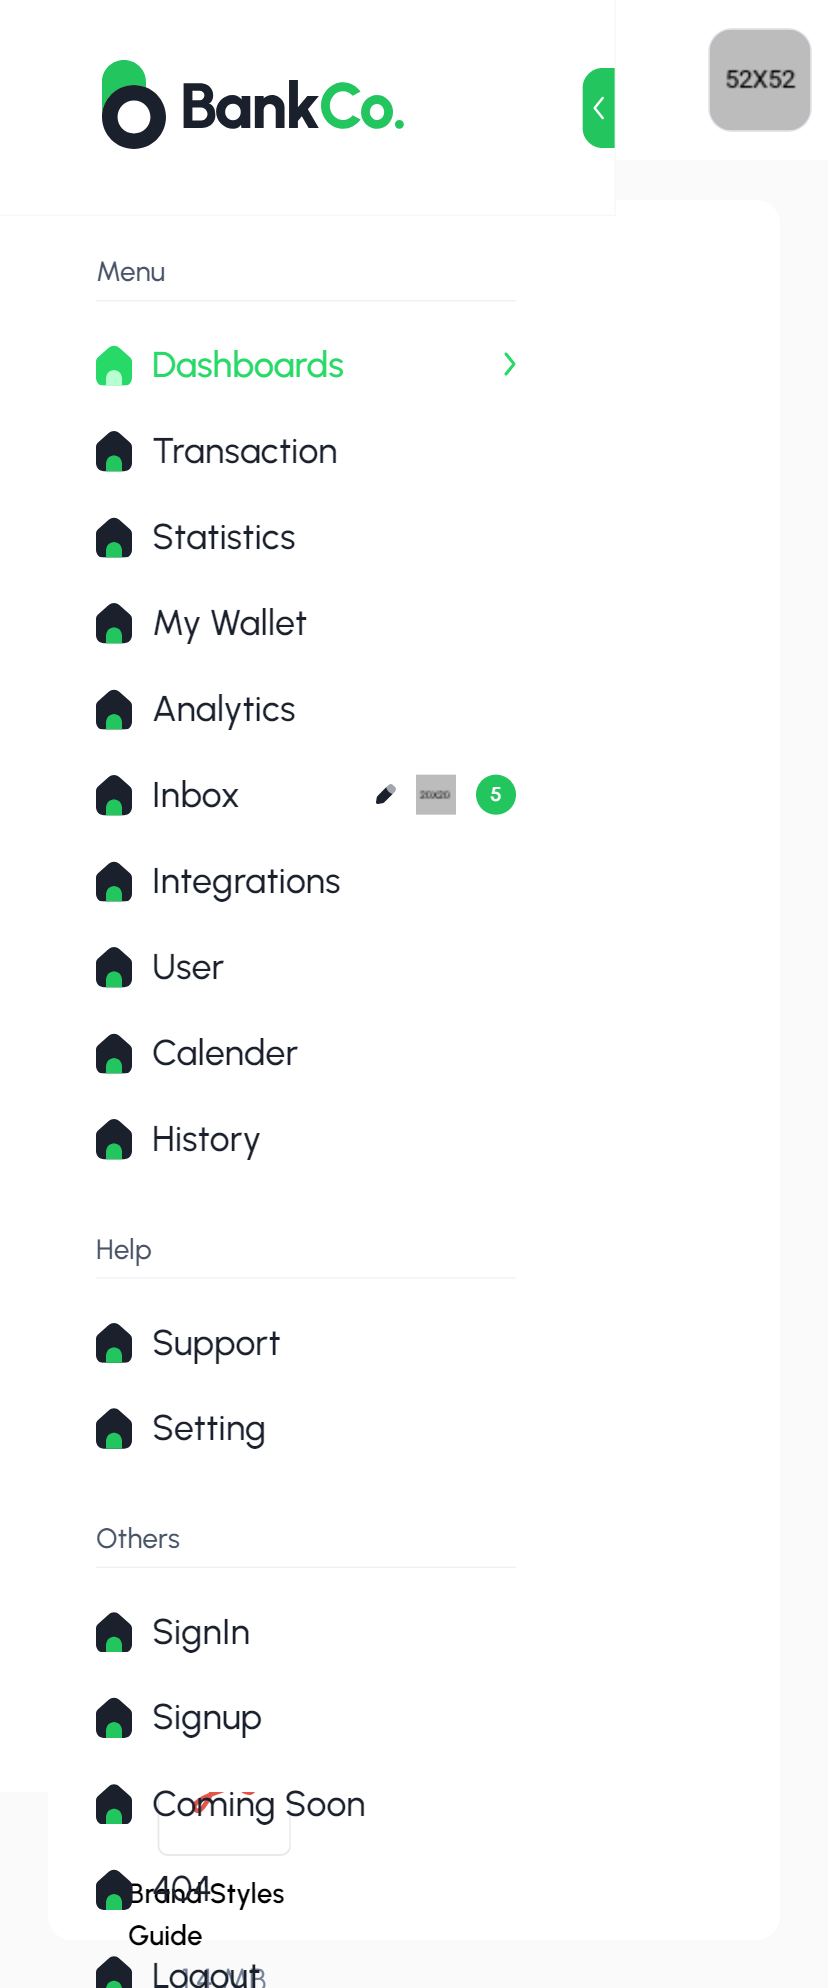 BankCo.
52X52
Menu
Dashboards
Transaction
Statistics
My Wallet
Analytics
Inbox
20X20
5
Integrations
User
Calender
History
Help
Support
Setting
Others
SignIn
Signup
Coming Soon
404
Brand Styles
Guide
Logout
MB